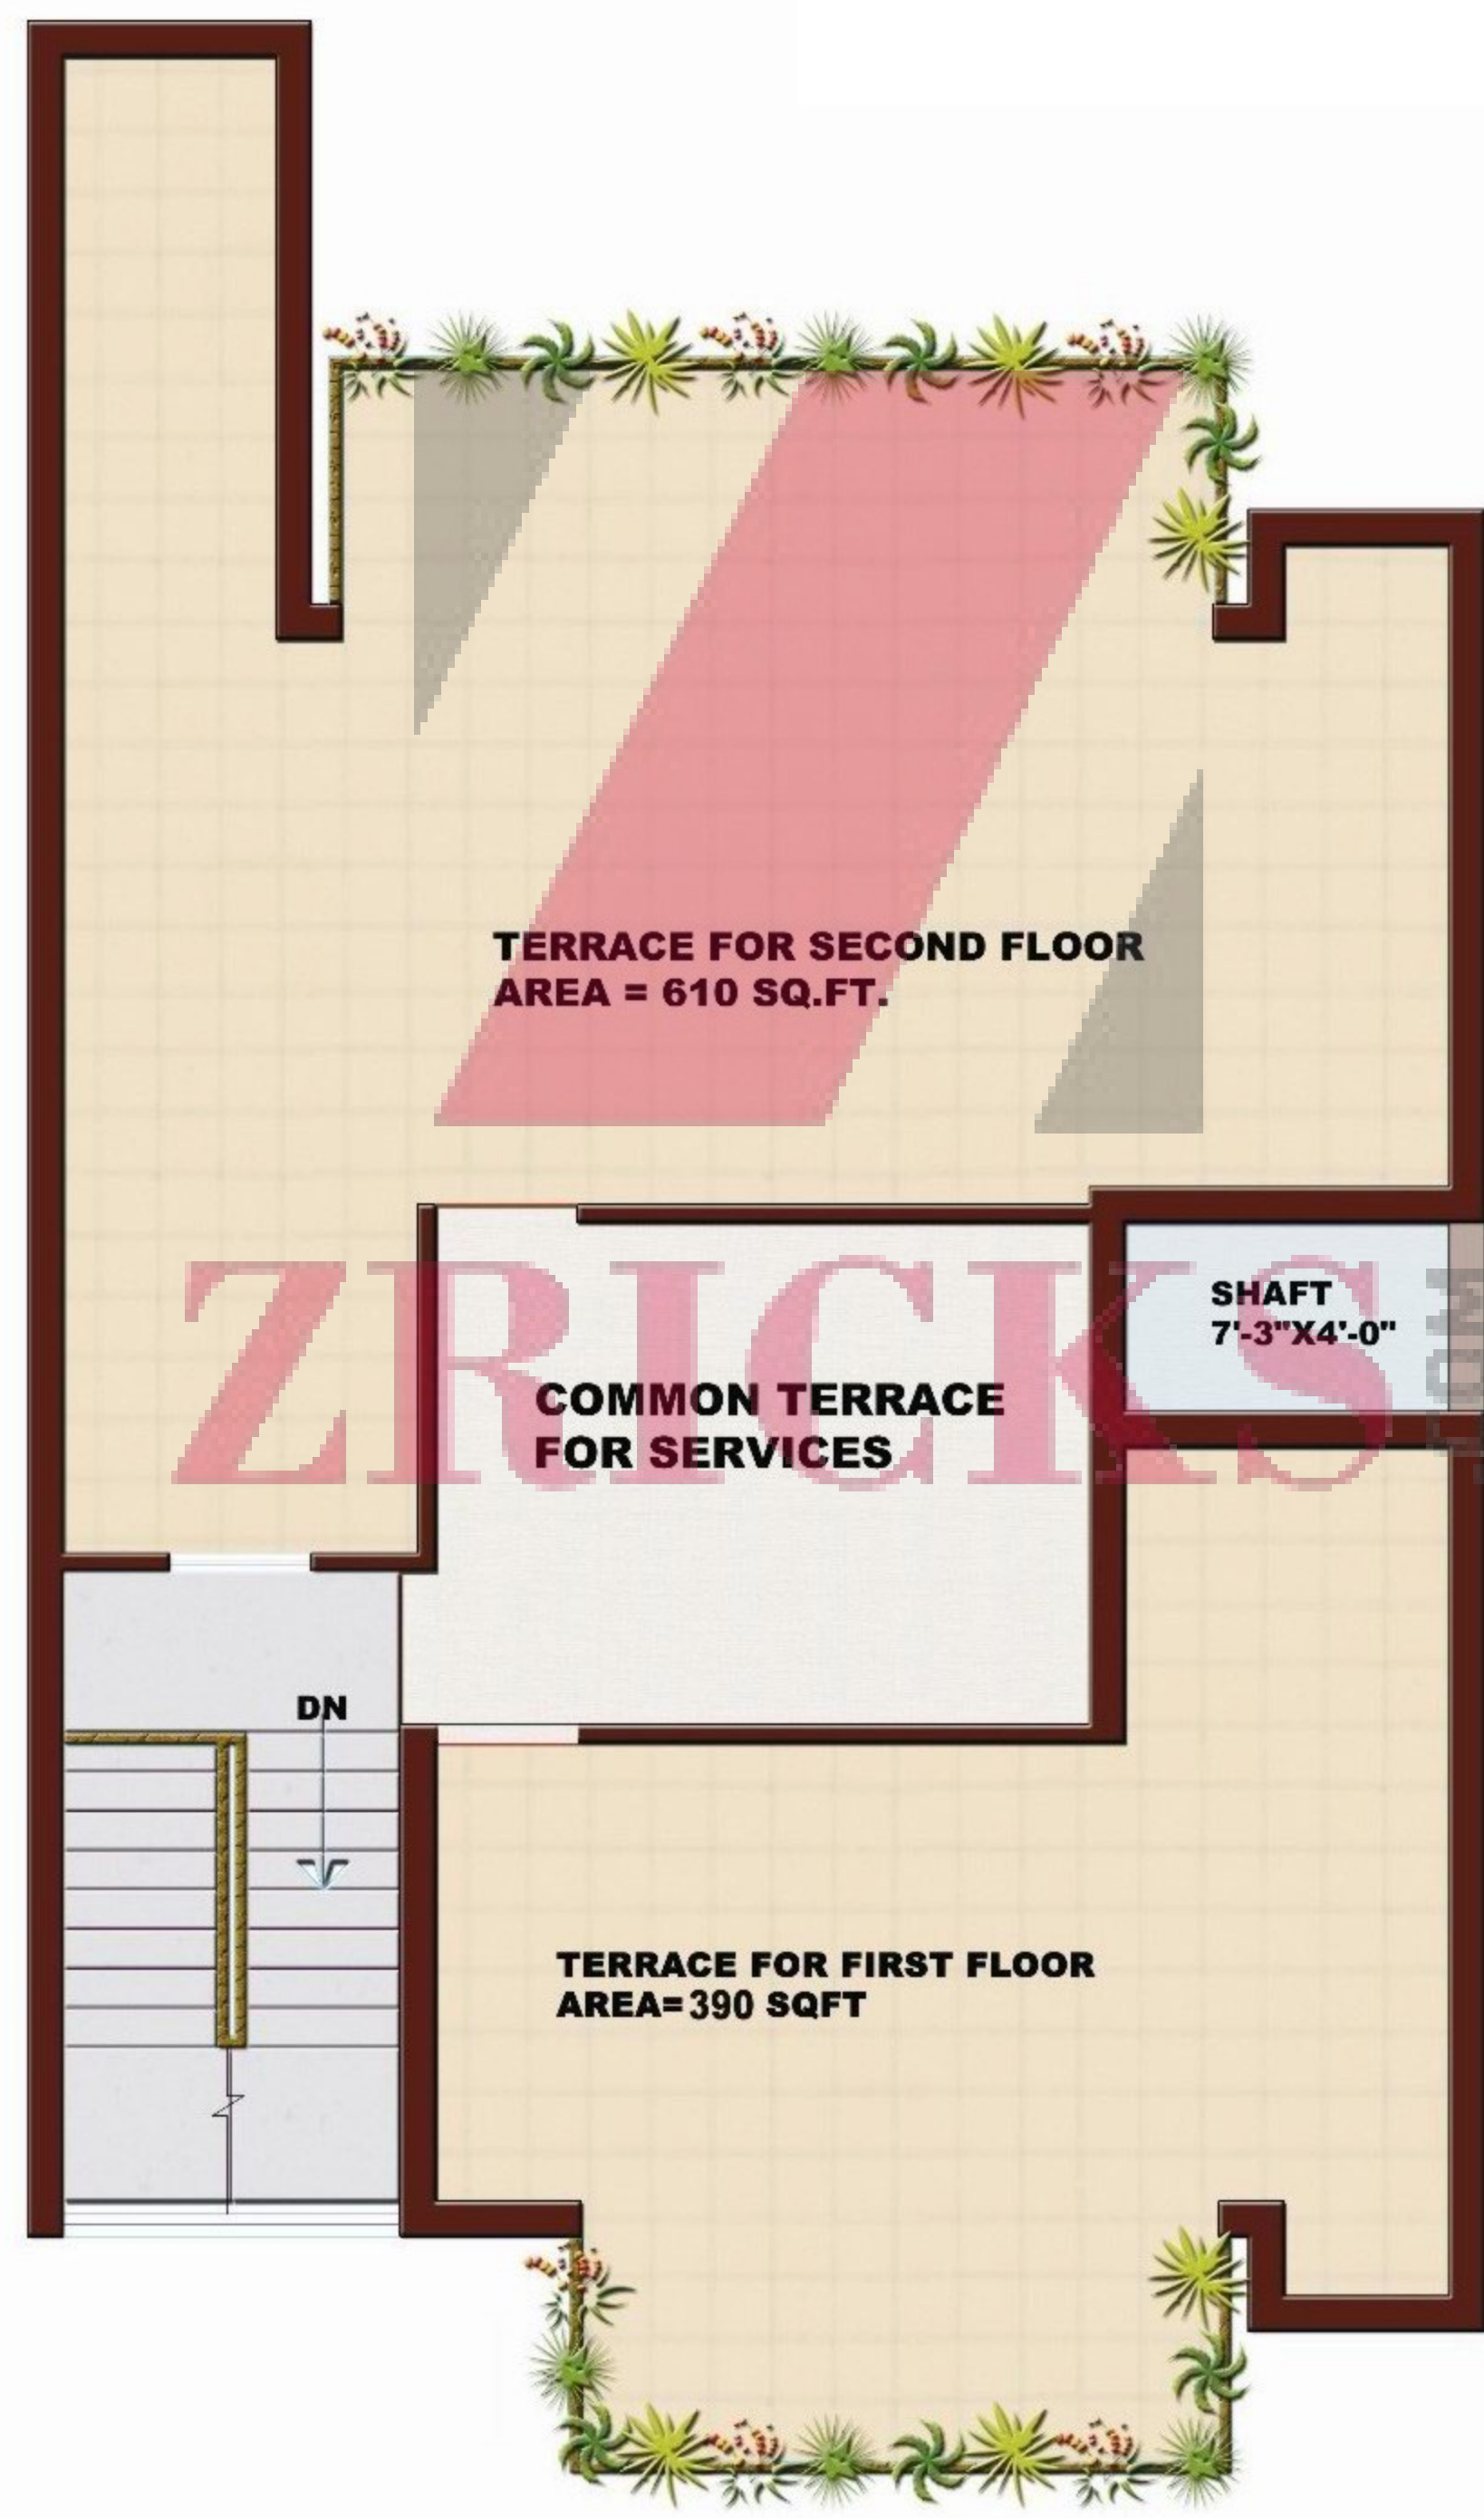 TERRACE FOR SECOND FLOOR
AREA = 610 SQ.FT.
SHAFT
7'-3"X4'-0"
ZRICKS
.COM
COMMON TERRACE
FOR SERVICES
DN
TERRACE FOR FIRST FLOOR
AREA=390 SQFT